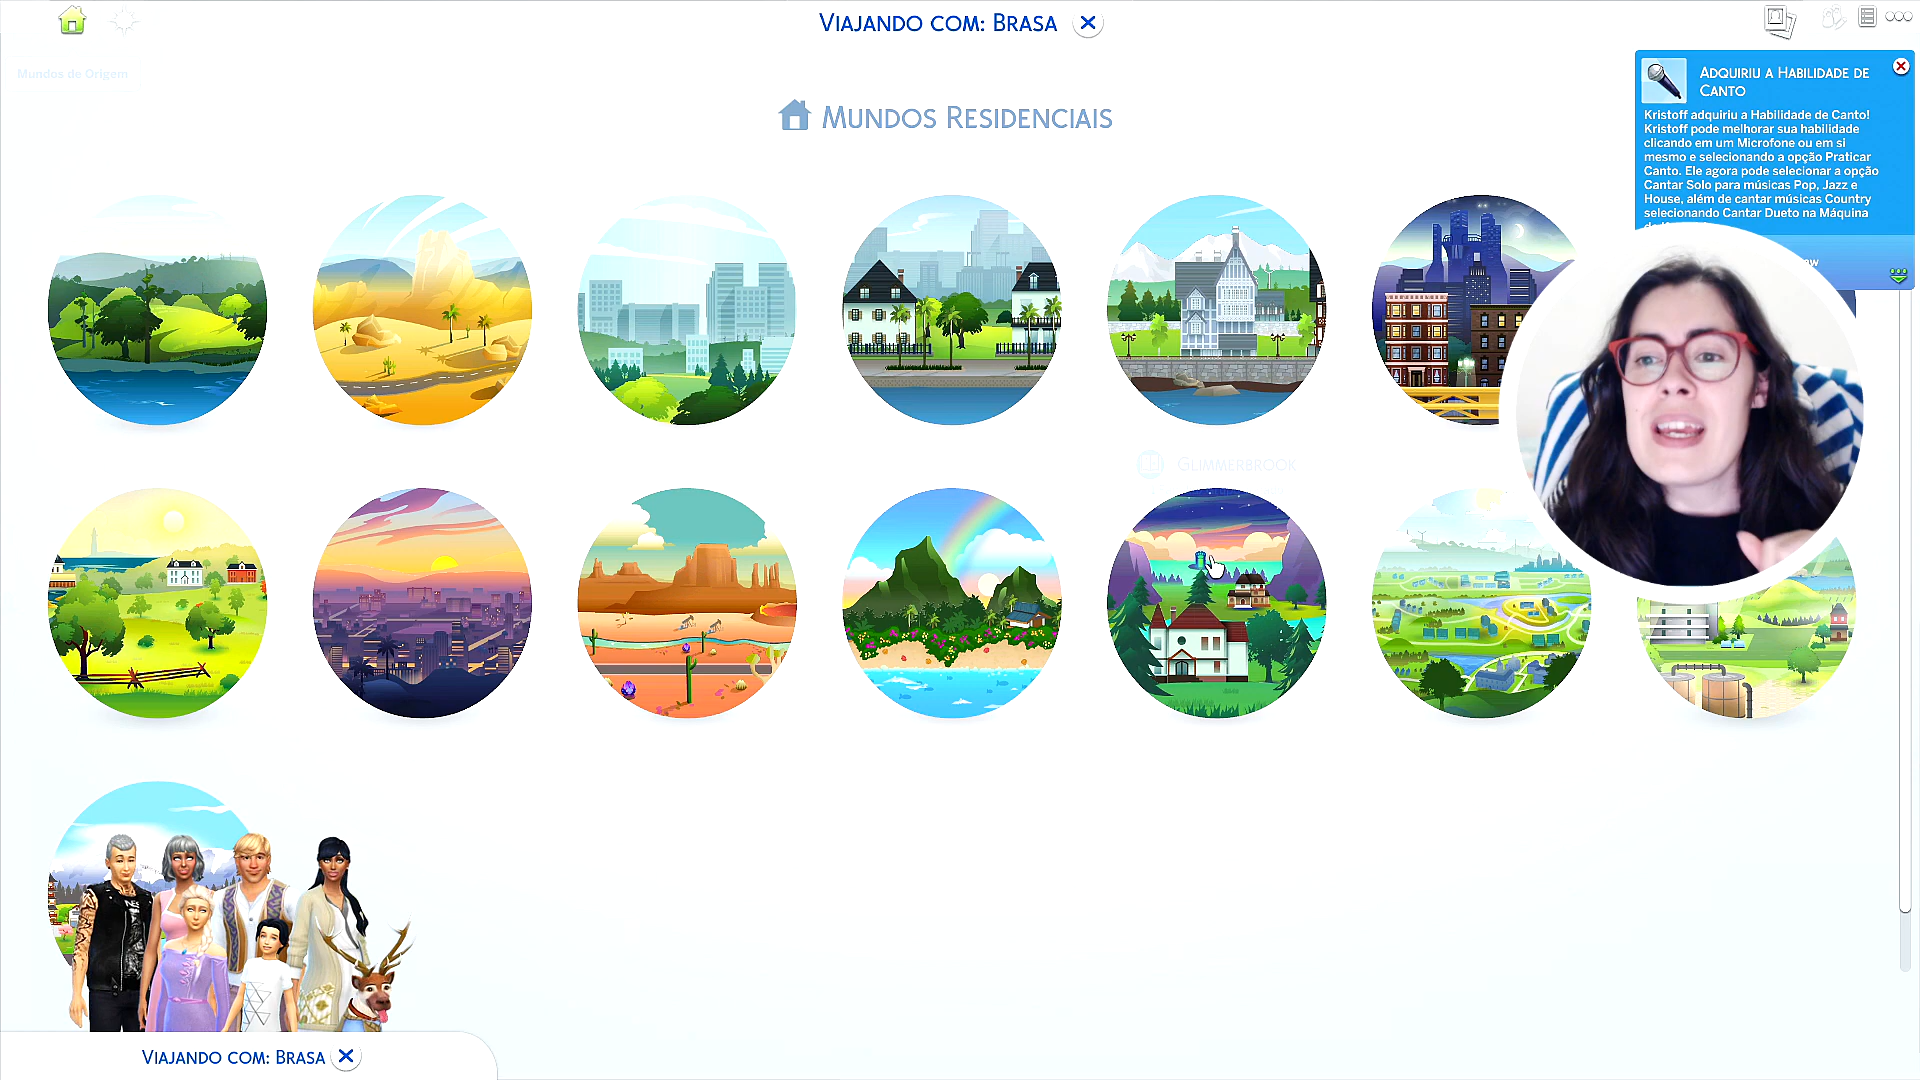 VIAJANDO COM: BRASA
Mundos de Origem
MUNDOS RESIDENCIAIS
ADQUIRIU A HABILIDADE DE
CANTO
Kristoff adquiriu a Habilidade de Canto!
Kristoff pode melhorar sua habilidade
clicando em um Microfone ou em si
mesmo e selecionando a opção Praticar
Canto. Ele agora pode selecionar a opção
Cantar Solo para músicas Pop, Jazz e
House, além de cantar músicas Country
selecionando Cantar Dueto na Máquina
GLIMMERBROOK
VIAJANDO COM: BRASA